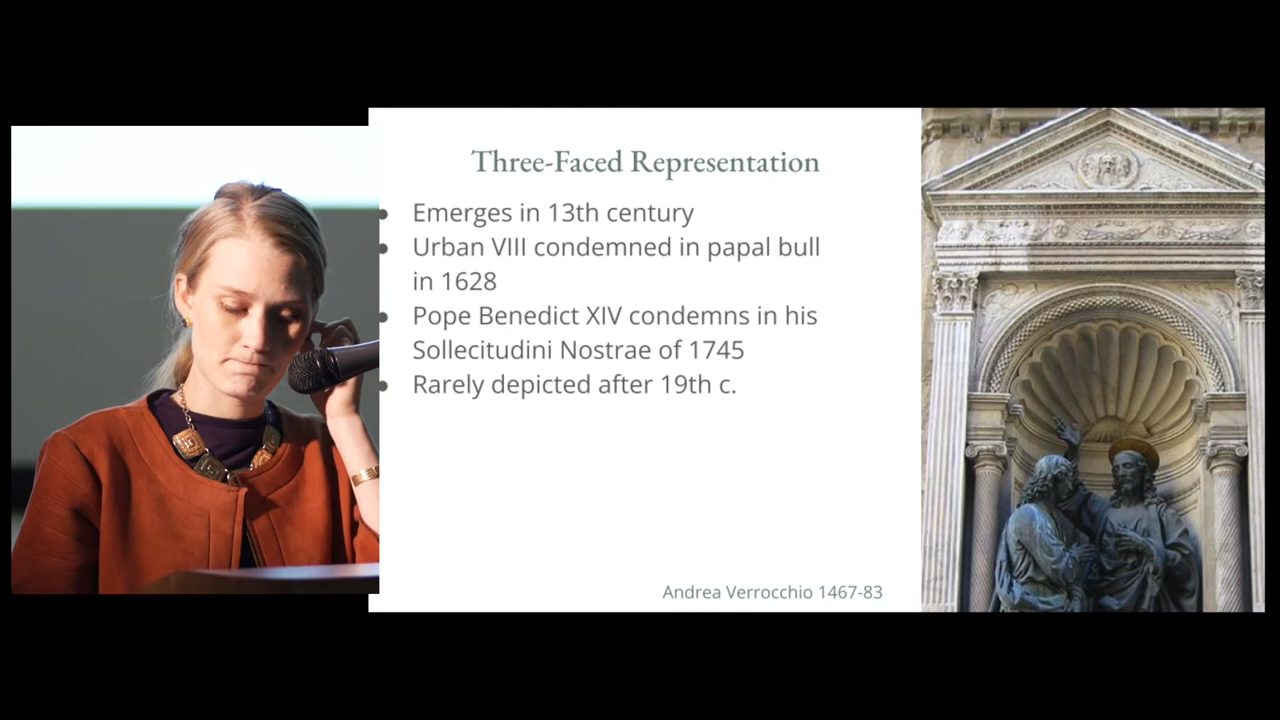 Three-Faced Representation
• Emerges in 13th century
• Urban VIII condemned in papal bull
in 1628
• Pope Benedict XIV condemns in his
Sollecitudini Nostrae of 1745
• Rarely depicted after 19th c.
Andrea Verrocchio 1467-83